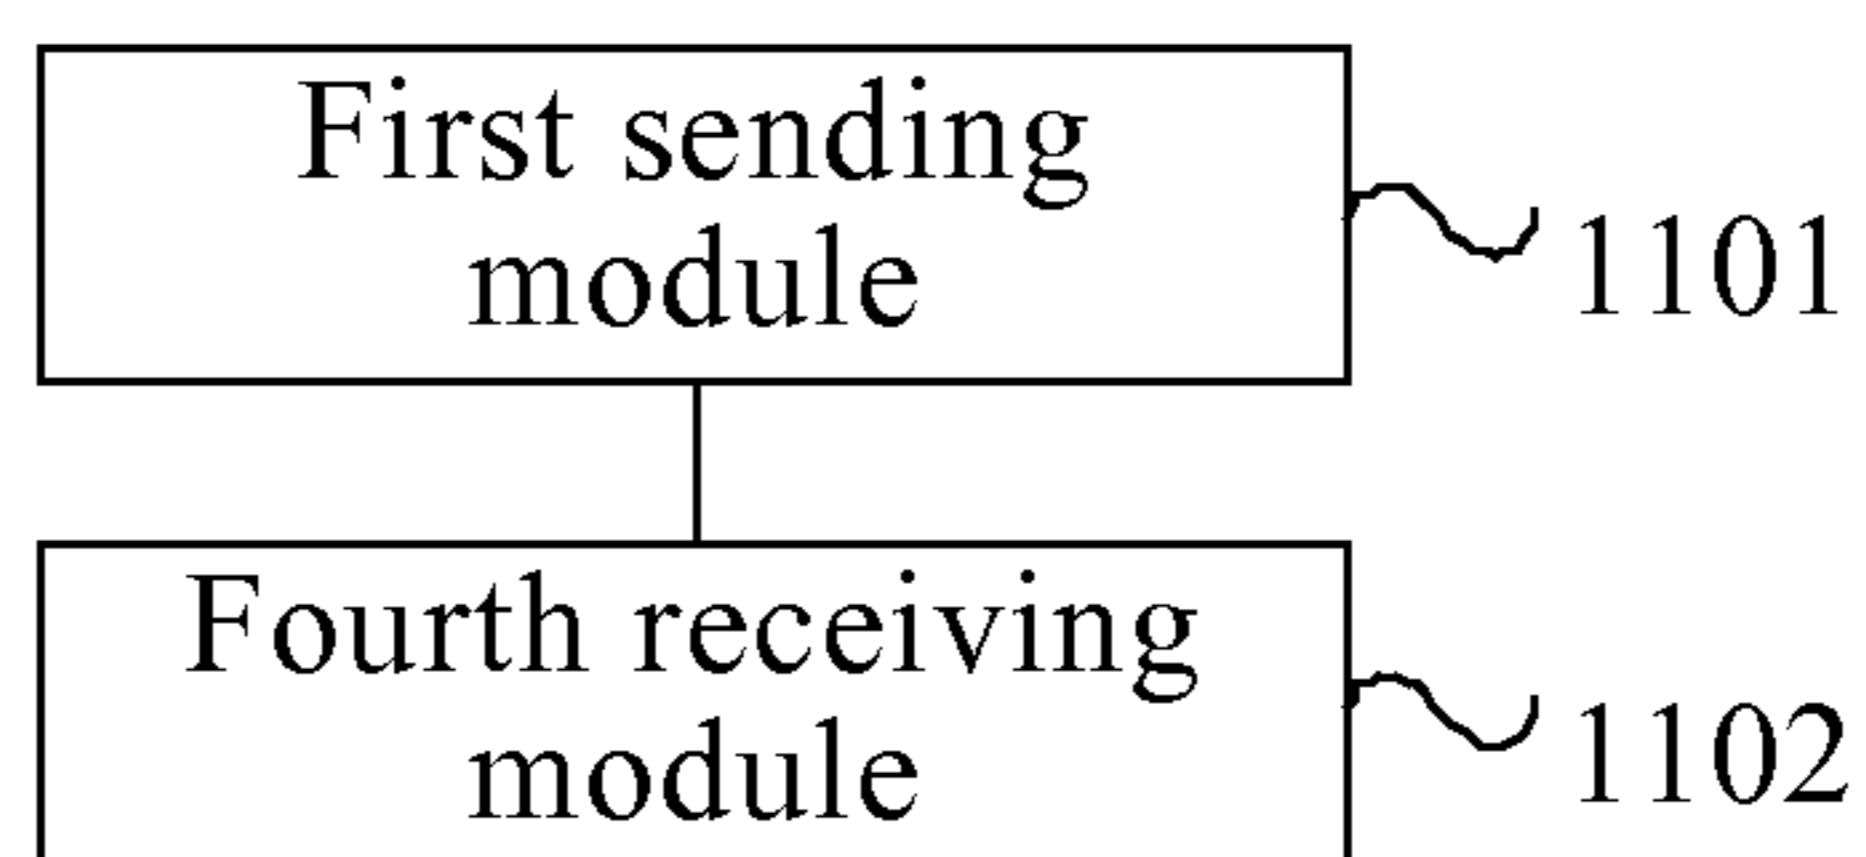 First sending
module
1101
Fourth receiving
module
1102